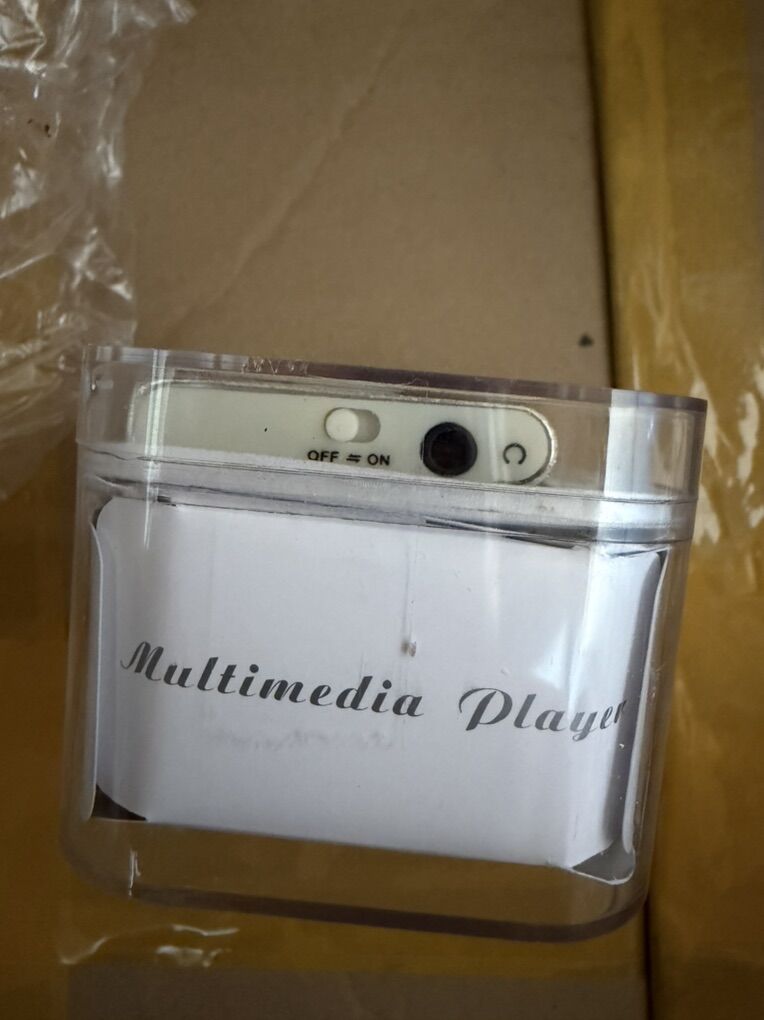 OFF ⇋ ON
Multimedia Player